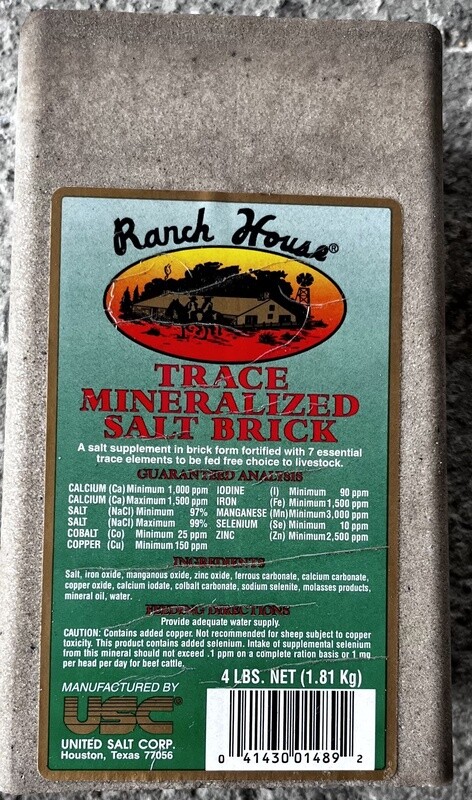 Ranch House®
TRACE
MINERALIZED
SALT BRICK
A salt supplement in brick form fortified with 7 essential
trace elements to be fed free choice to livestock.
GUARANTEED ANALYSIS
CALCIUM (Ca) Minimum 1,000 ppm IODINE (I) Minimum 90 ppm
CALCIUM (Ca) Maximum 1,500 ppm IRON (Fe) Minimum 1,500 ppm
SALT (NaCl) Minimum 97% MANGANESE (Mn) Minimum 3,000 ppm
SALT (NaCl) Maximum 99% SELENIUM (Se) Minimum 10 ppm
COBALT (Co) Minimum 25 ppm ZINC (Zn) Minimum 2,500 ppm
COPPER (Cu) Minimum 150 ppm
INGREDIENTS
Salt, iron oxide, manganous oxide, zinc oxide, ferrous carbonate, calcium carbonate,
copper oxide, calcium iodate, colbalt carbonate, sodium selenite, molasses products,
mineral oil, water.
FEEDING DIRECTIONS
Provide adequate water supply.
CAUTION: Contains added copper. Not recommended for sheep subject to copper
toxicity. This product contains added selenium. Intake of supplemental selenium
from this mineral should not exceed .1 ppm on a complete ration basis or 1 mg
per head per day for beef cattle.
4 LBS. NET (1.81 Kg)
MANUFACTURED BY
USC®
UNITED SALT CORP.
Houston, Texas 77056
0 41430 01489 2